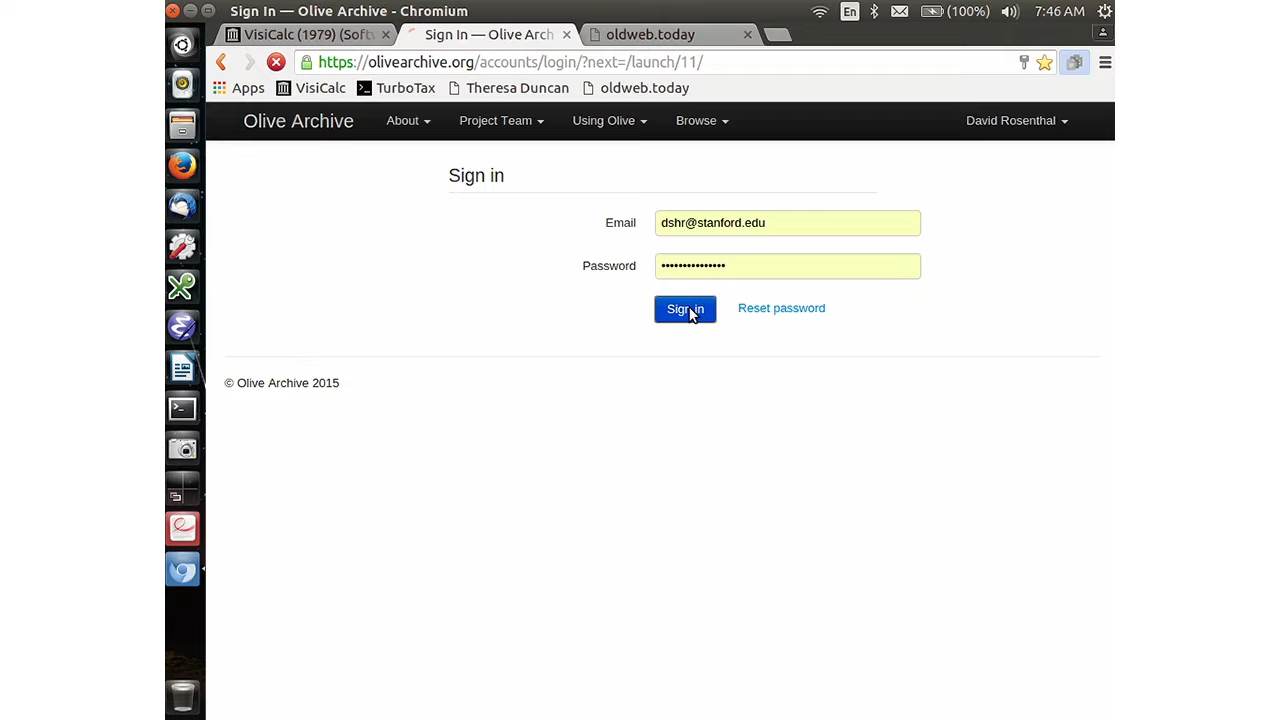 Sign In — Olive Archive - Chromium
En
(100%)
7:46 AM
VisiCalc (1979) (Soft
Sign In — Olive Arch
oldweb.today
https://olivearchive.org/accounts/login/?next=/launch/11/
Apps
VisiCalc
TurboTax
Theresa Duncan
oldweb.today
Olive Archive
About
Project Team
Using Olive
Browse
David Rosenthal
Sign in
Email
dshr@stanford.edu
Password
•••••••••••••••
Sign in
Reset password
© Olive Archive 2015